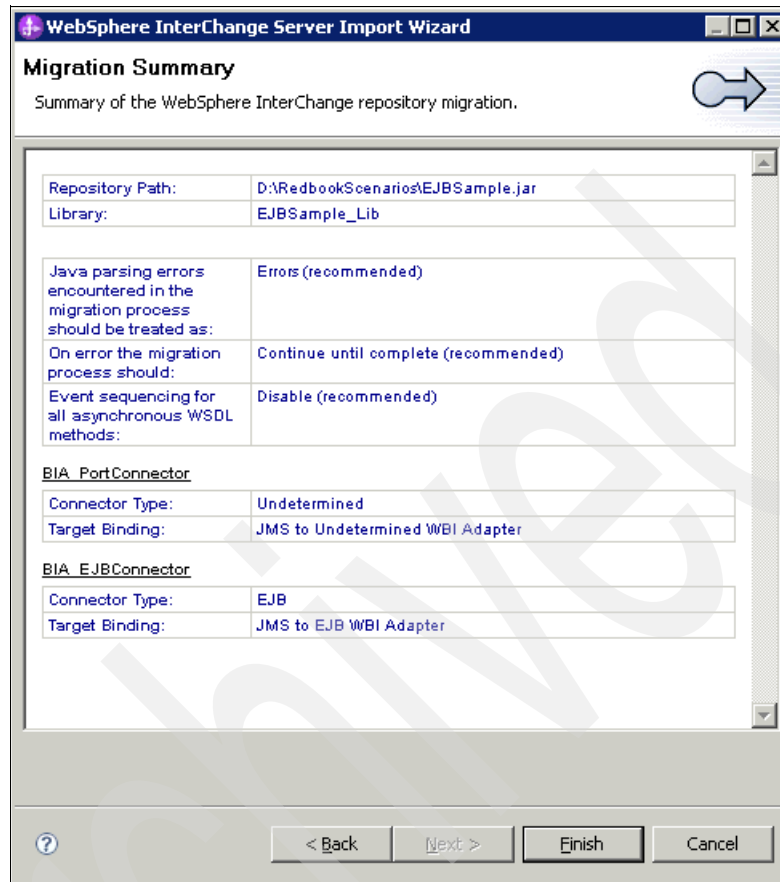 WebSphere InterChange Server Import Wizard
Migration Summary
Summary of the WebSphere InterChange repository migration.
Repository Path: D:\RedbookScenarios\EJBSample.jar
Library: EJBSample_Lib
Java parsing errors Errors (recommended)
encountered in the
migration process
should be treated as:
On error the migration Continue until complete (recommended)
process should:
Event sequencing for Disable (recommended)
all asynchronous WSDL
methods:
BIA_PortConnector
Connector Type: Undetermined
Target Binding: JMS to Undetermined WBI Adapter
BIA_EJBConnector
Connector Type: EJB
Target Binding: JMS to EJB WBI Adapter
? < Back Next > Finish Cancel